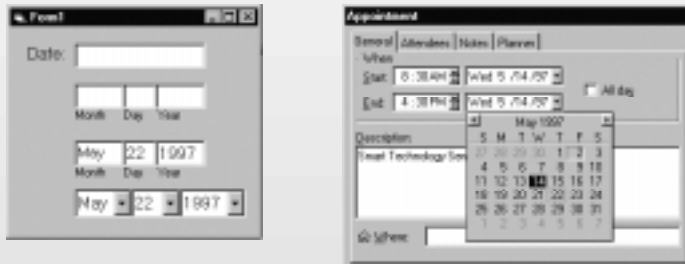 Form1
Date:
Month Day Year
May 22 1997
Month Day Year
May 22 1997
Appointment
General Attendees Notes Planner
When
Start: 8:30AM Wed 5/14/97
All day
End: 4:30PM Wed 5/14/97
May 1997
Description:
S M T W T F S
Smart Technology
27 28 29 30 1 2 3
4 5 6 7 8 9 10
11 12 13 14 15 16 17
18 19 20 21 22 23 24
25 26 27 28 29 30 31
1 2 3 4 5 6 7
Where: